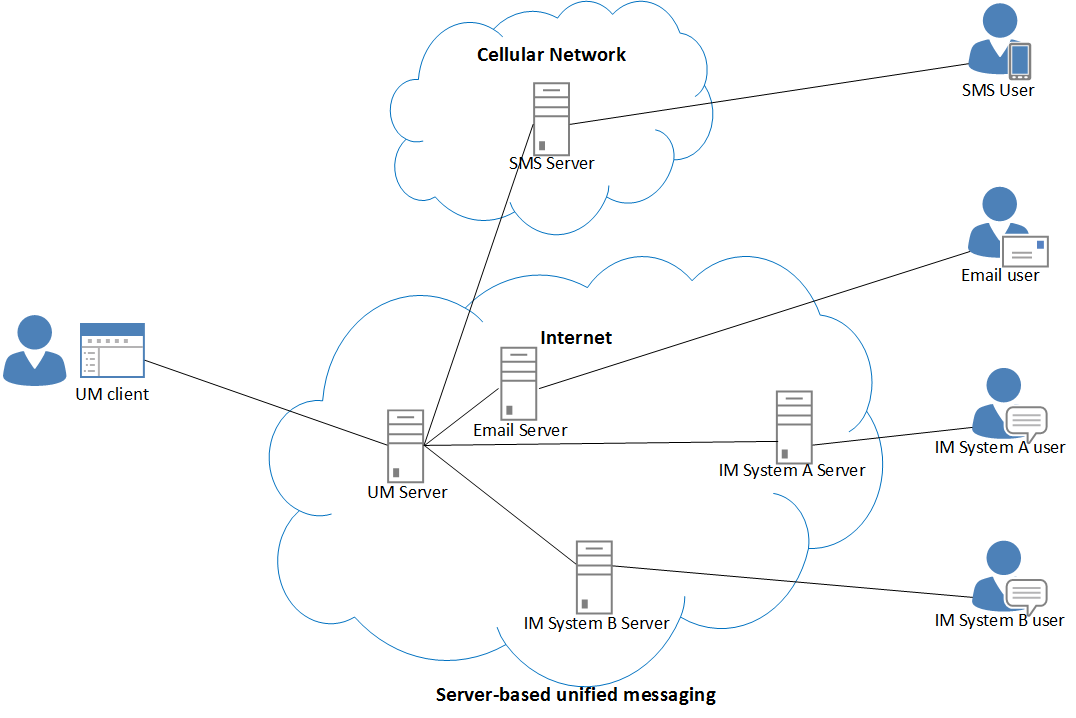 Cellular Network
SMS User
SMS Server
Email user
Internet
UM client
Email Server
IM System A user
IM System A Server
UM Server
IM System B user
IM System B Server
Server-based unified messaging